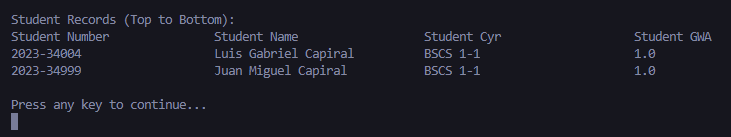 Student Records (Top to Bottom):
Student Number Student Name Student Cyr Student GWA
2023-34004 Luis Gabriel Capiral BSCS 1-1 1.0
2023-34999 Juan Miguel Capiral BSCS 1-1 1.0
Press any key to continue...